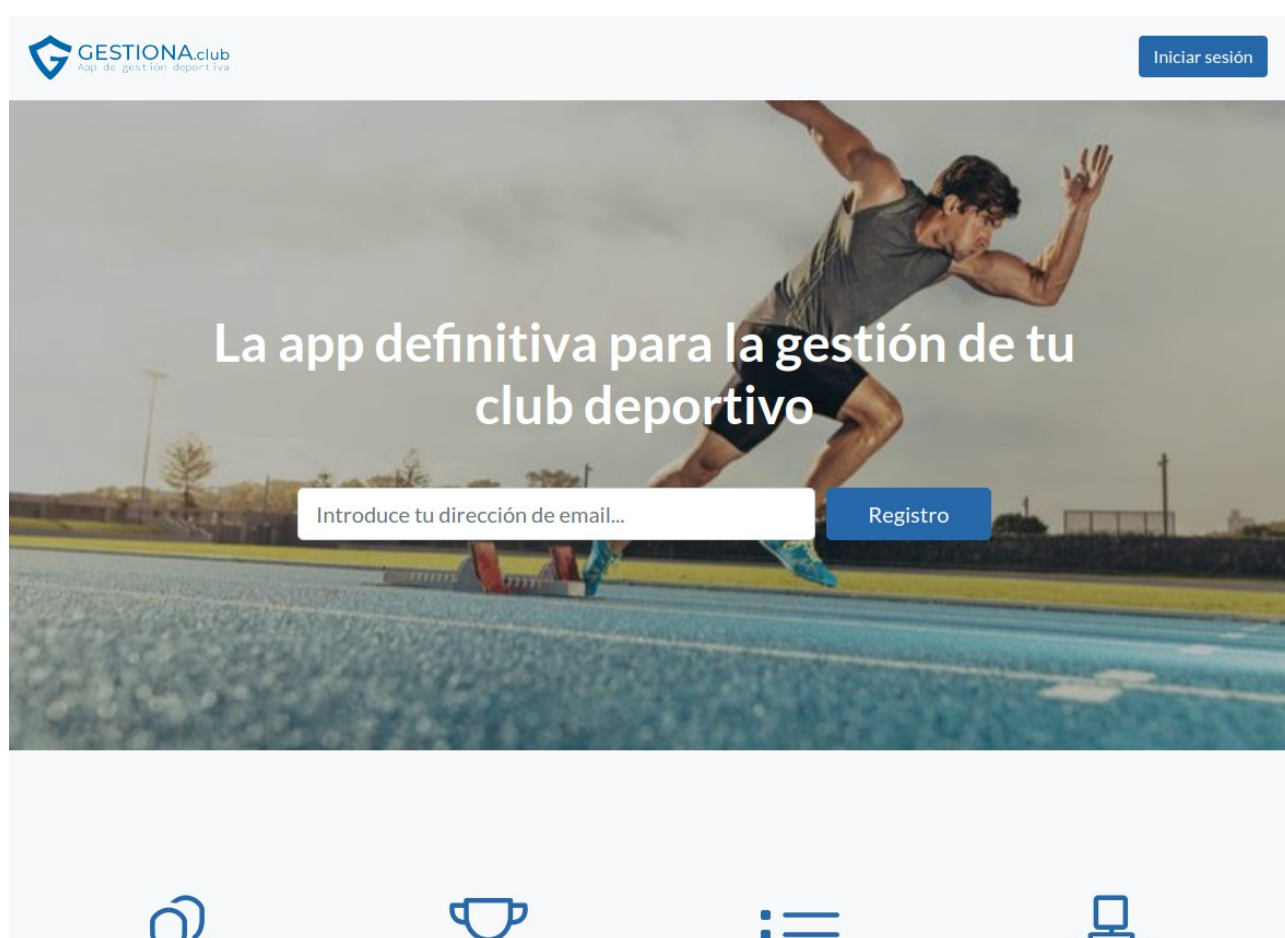 GESTIONA.club
App de gestión deportiva
Iniciar sesión
La app definitiva para la gestión de tu
club deportivo
Introduce tu dirección de email...
Registro